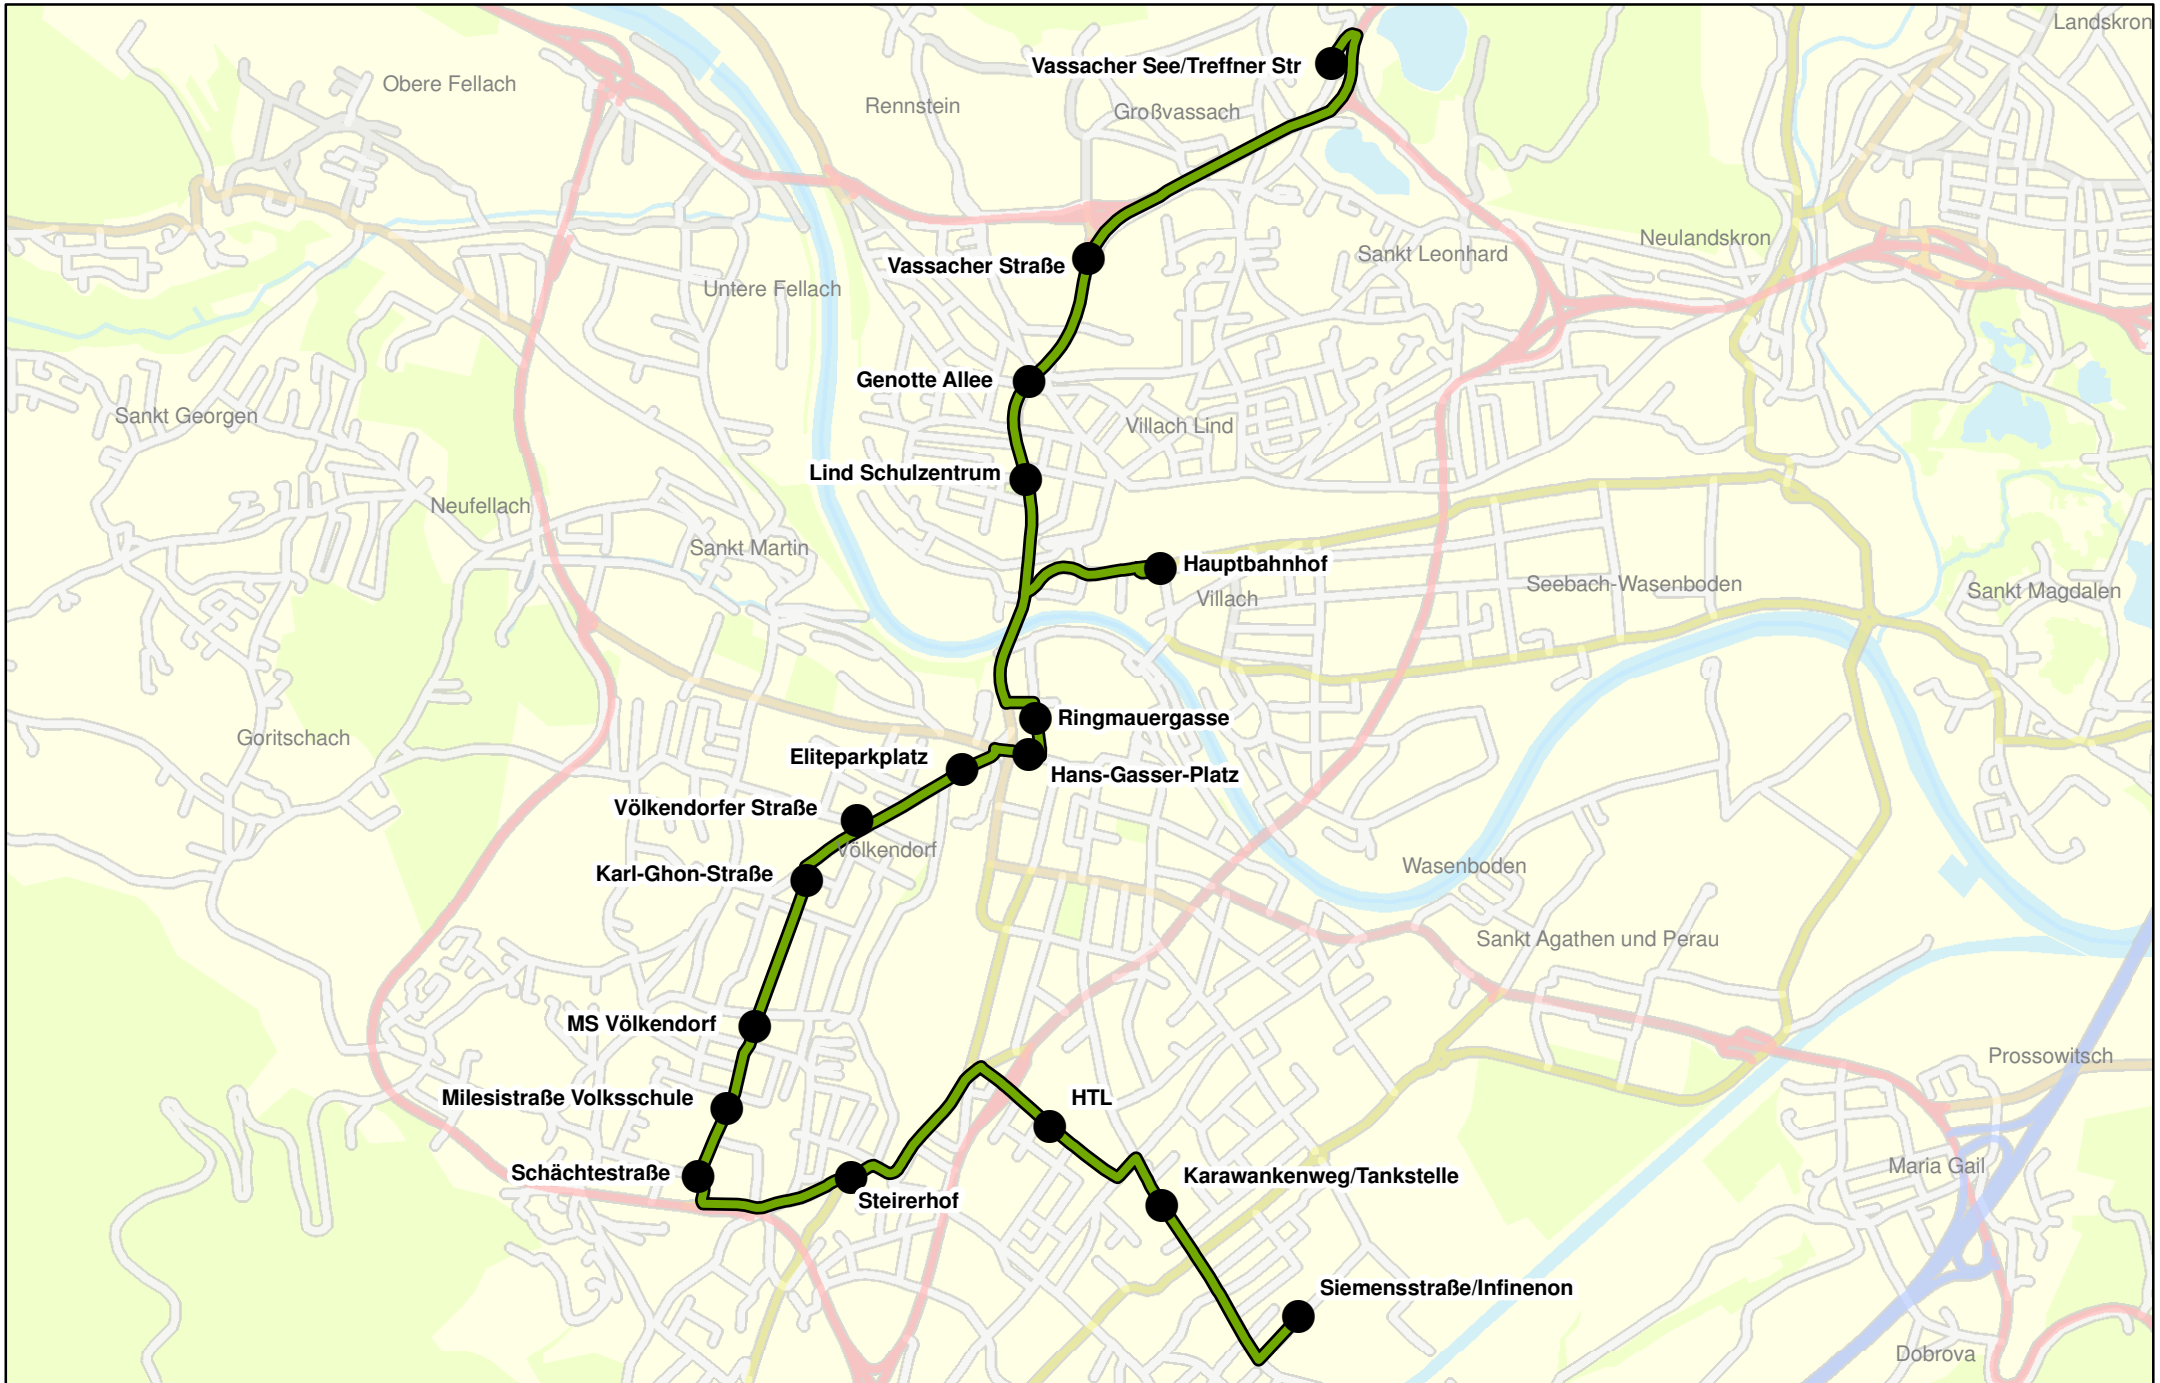 Landskron
Vassacher See/Treffner Str
Obere Fellach
Rennstein
Großvassach
Neulandskron
Sankt Leonhard
Vassacher Straße
Untere Fellach
Genotte Allee
Sankt Georgen
Villach Lind
Lind Schulzentrum
Neufellach
Sankt Martin
Hauptbahnhof
Seebach-Wasenboden
Sankt Magdalen
Villach
Ringmauergasse
Goritschach
Eliteparkplatz
Hans-Gasser-Platz
Völkendorfer Straße
Völkendorf
Wasenboden
Karl-Ghon-Straße
Sankt Agathen und Perau
MS Völkendorf
Prossowitsch
Milesistraße Volksschule
HTL
Maria Gail
Schächtestraße
Karawankenweg/Tankstelle
Steirerhof
Siemensstraße/Infinenon
Dobrova